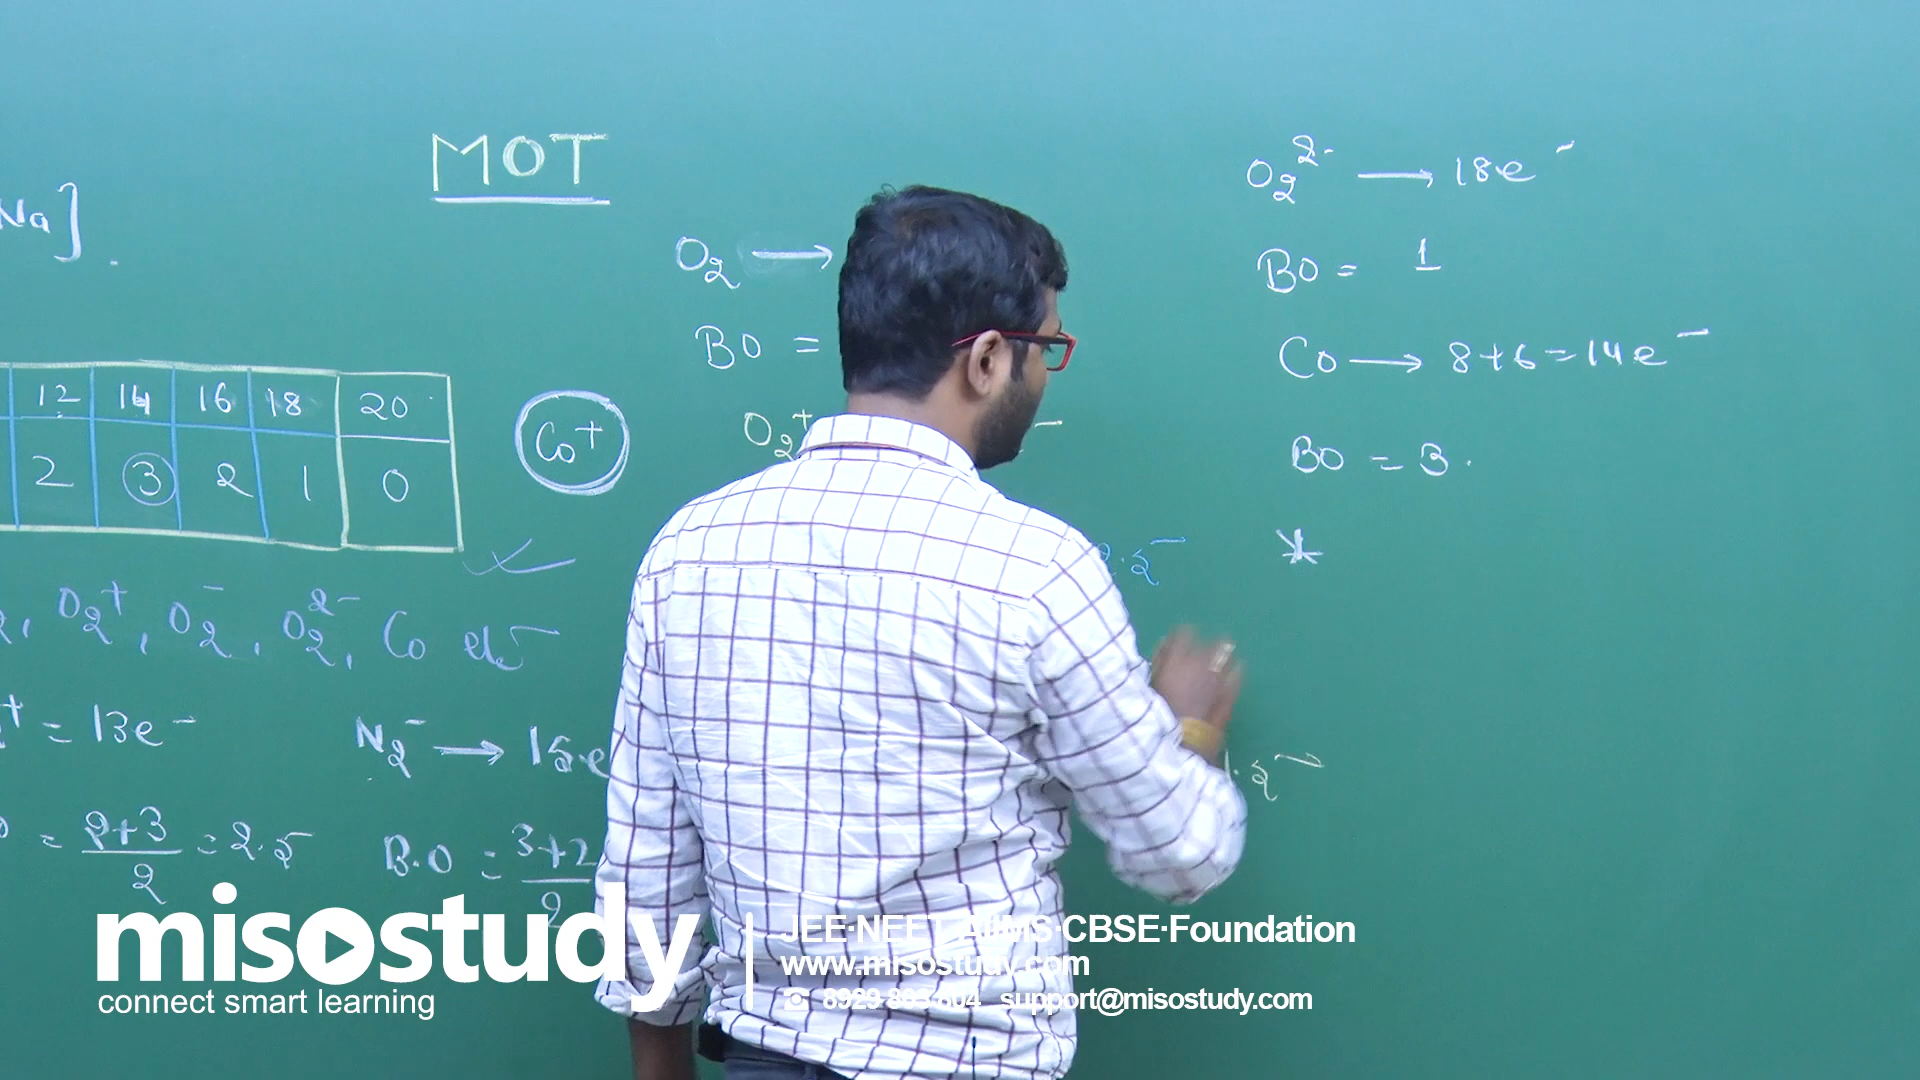 MOT
Na].
O₂ →
BO =
O₂⁺
O₂²⁻ → 18e⁻
BO = 1
CO → 8+6=14e⁻
BO = 3.
*
12 14 16 18 20
2 3 2 1 0
CO⁺
O₂⁺, O₂⁻, O₂²⁻, CO etc
⁺ = 13e⁻
N₂⁻ → 15e
= 2+3/2 = 2.5
B.O = 3+2/2
misostudy
connect smart learning
JEE·NEET·AIIMS·CBSE·Foundation
www.misostudy.com
support@misostudy.com